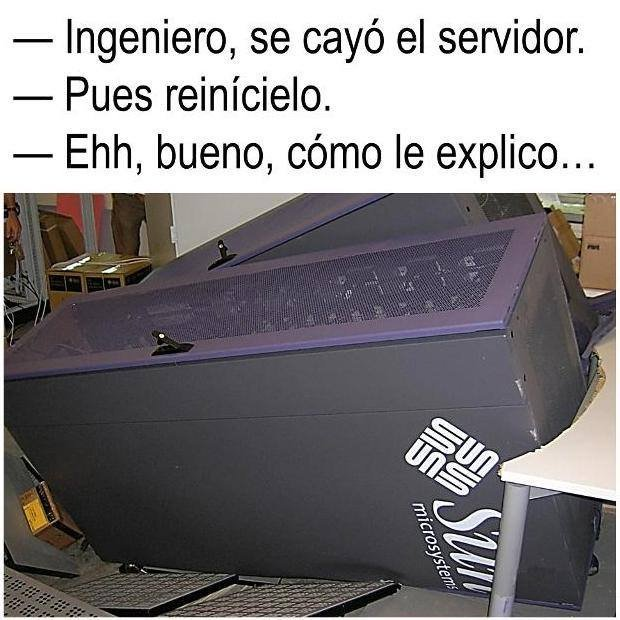 — Ingeniero, se cayó el servidor.
— Pues reinícielo.
— Ehh, bueno, cómo le explico...
Sun
microsystems